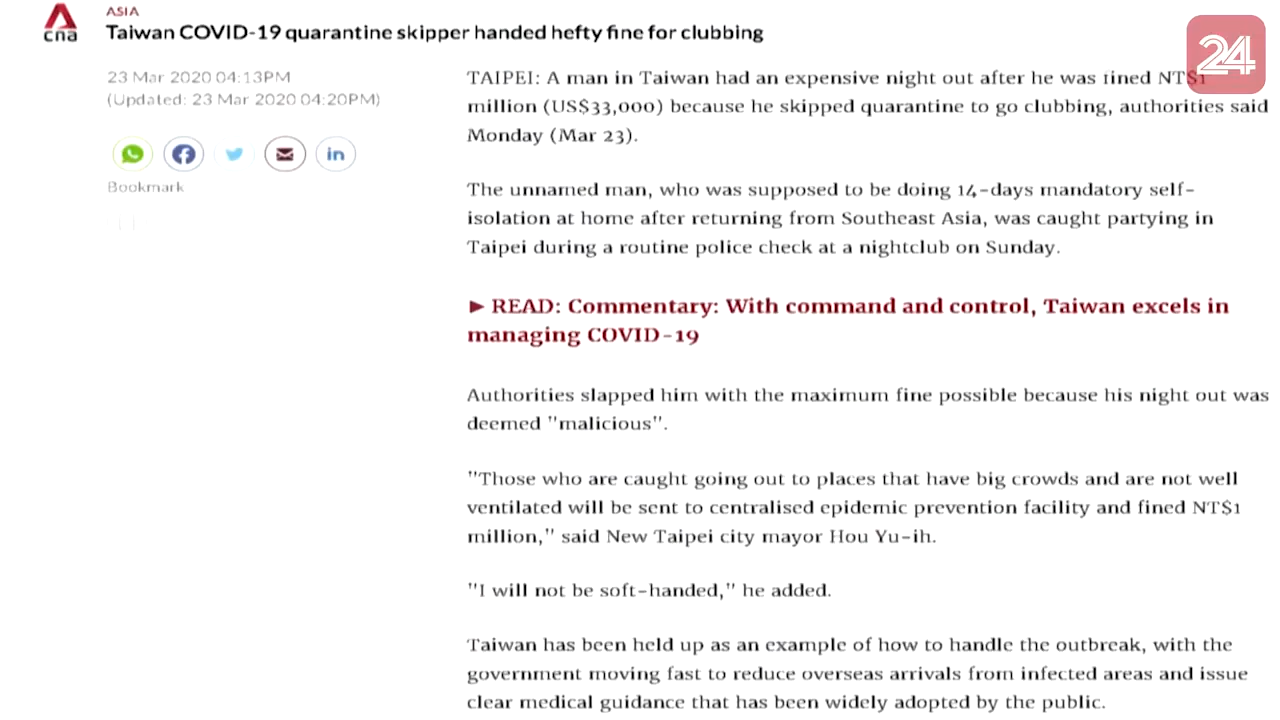 cna
ASIA
Taiwan COVID-19 quarantine skipper handed hefty fine for clubbing
24
23 Mar 2020 04:13PM
(Updated: 23 Mar 2020 04:20PM)
in
Bookmark
TAIPEI: A man in Taiwan had an expensive night out after he was fined NT$1
million (US$33,000) because he skipped quarantine to go clubbing, authorities said
Monday (Mar 23).
The unnamed man, who was supposed to be doing 14-days mandatory self-
isolation at home after returning from Southeast Asia, was caught partying in
Taipei during a routine police check at a nightclub on Sunday.
► READ: Commentary: With command and control, Taiwan excels in
managing COVID-19
Authorities slapped him with the maximum fine possible because his night out was
deemed "malicious".
"Those who are caught going out to places that have big crowds and are not well
ventilated will be sent to centralised epidemic prevention facility and fined NT$1
million," said New Taipei city mayor Hou Yu-ih.
"I will not be soft-handed," he added.
Taiwan has been held up as an example of how to handle the outbreak, with the
government moving fast to reduce overseas arrivals from infected areas and issue
clear medical guidance that has been widely adopted by the public.